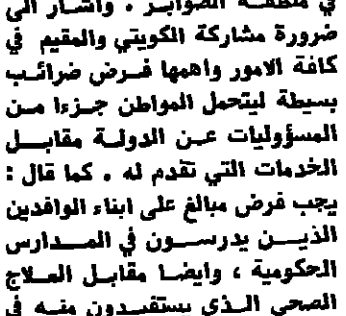 في منطقة الصوابر . واشار الى
ضرورة مشاركة الكويتي والمقيم في
كافة الامور واهمها فرض ضرائب
بسيطة ليتحمل المواطن جزءا من
المسؤوليات عن الدولة مقابل
الخدمات التي تقدم له . كما قال :
يجب فرض مبالغ على ابناء الوافدين
الذين يدرسون في المدارس
الحكومية ، وايضا مقابل العلاج
الصحي الذي يستفيدون منه في